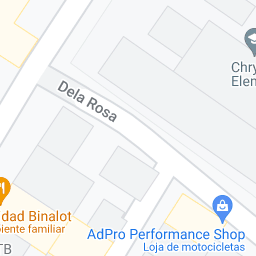 Chry
Elem
Dela Rosa
dad Binalot
iente familiar
TB
AdPro Performance Shop
Loja de motocicletas